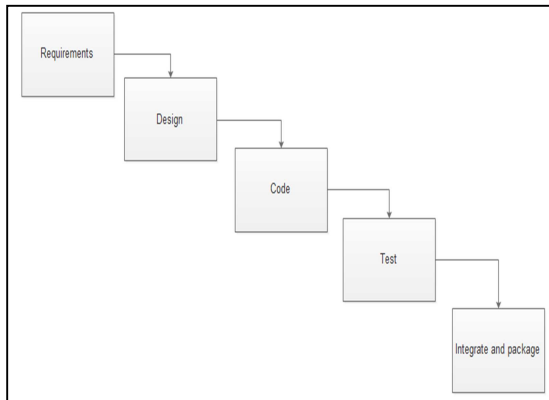 Requirements
Design
Code
Test
Integrate and package